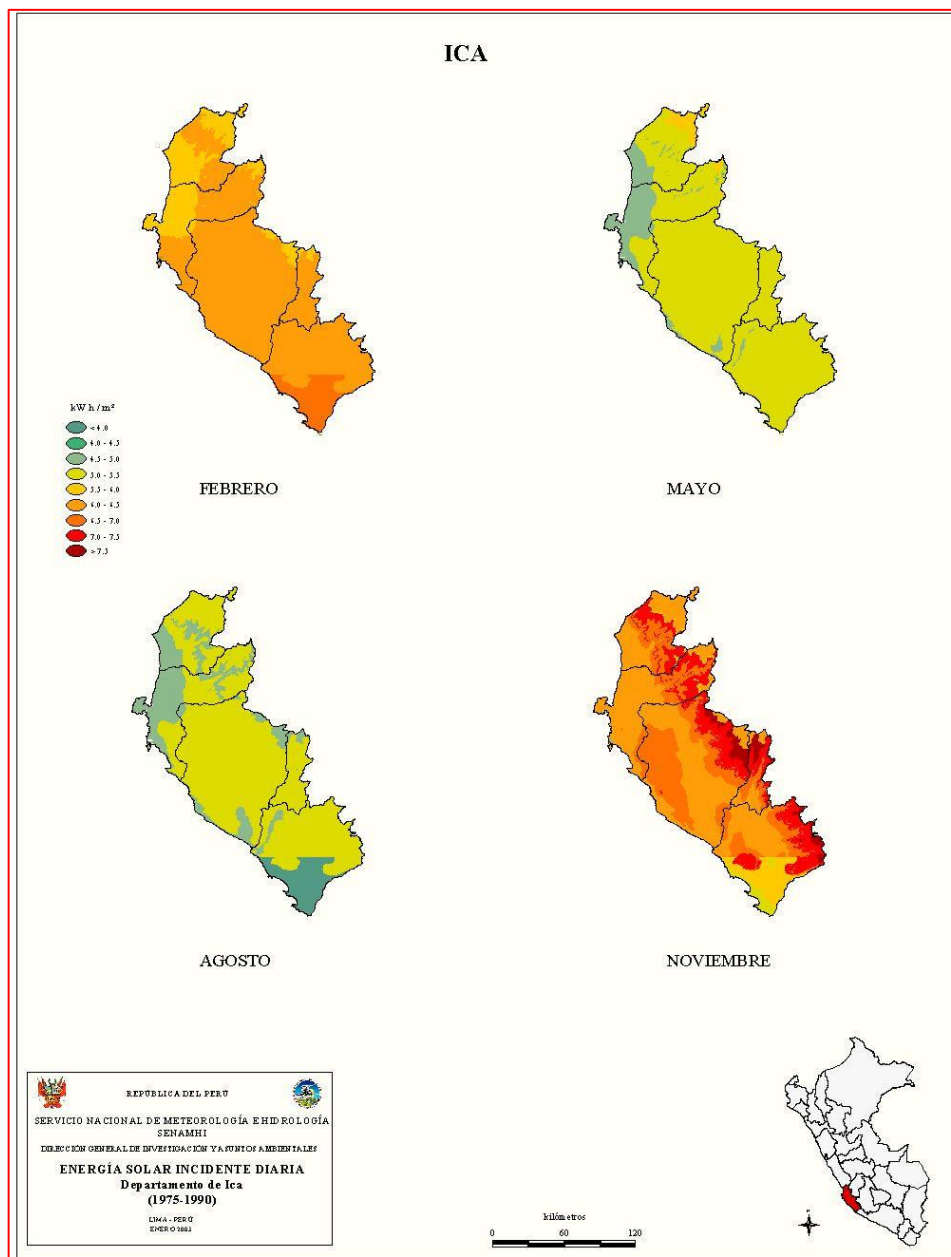 ICA
kWh/m²
< 4.0
4.0 - 4.5
4.5 - 5.0
5.0 - 5.5
5.5 - 6.0
6.0 - 6.5
6.5 - 7.0
7.0 - 7.5
> 7.5
FEBRERO
MAYO
AGOSTO
NOVIEMBRE
REPÚBLICA DEL PERÚ
SERVICIO NACIONAL DE METEOROLOGÍA E HIDROLOGÍA
SENAMHI
DIRECCIÓN GENERAL DE INVESTIGACIÓN Y ASUNTOS AMBIENTALES
ENERGÍA SOLAR INCIDENTE DIARIA
Departamento de Ica
(1975-1990)
LIMA - PERÚ
ENERO 2003
kilómetros
0 60 120